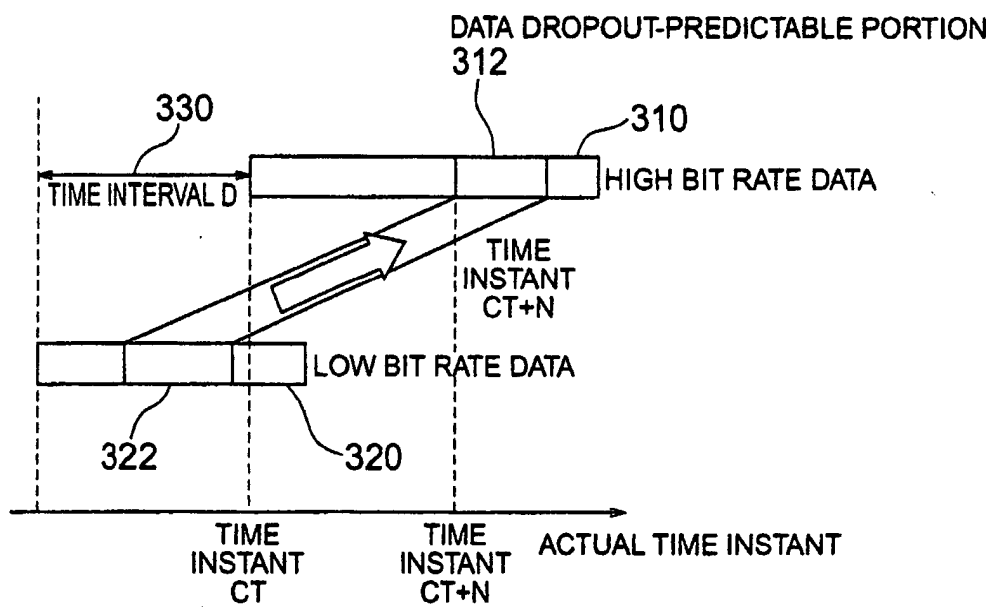 DATA DROPOUT-PREDICTABLE PORTION
312
330
310
TIME INTERVAL D
HIGH BIT RATE DATA
TIME
INSTANT
CT+N
LOW BIT RATE DATA
322
320
TIME
INSTANT
CT
TIME
INSTANT
CT+N
ACTUAL TIME INSTANT